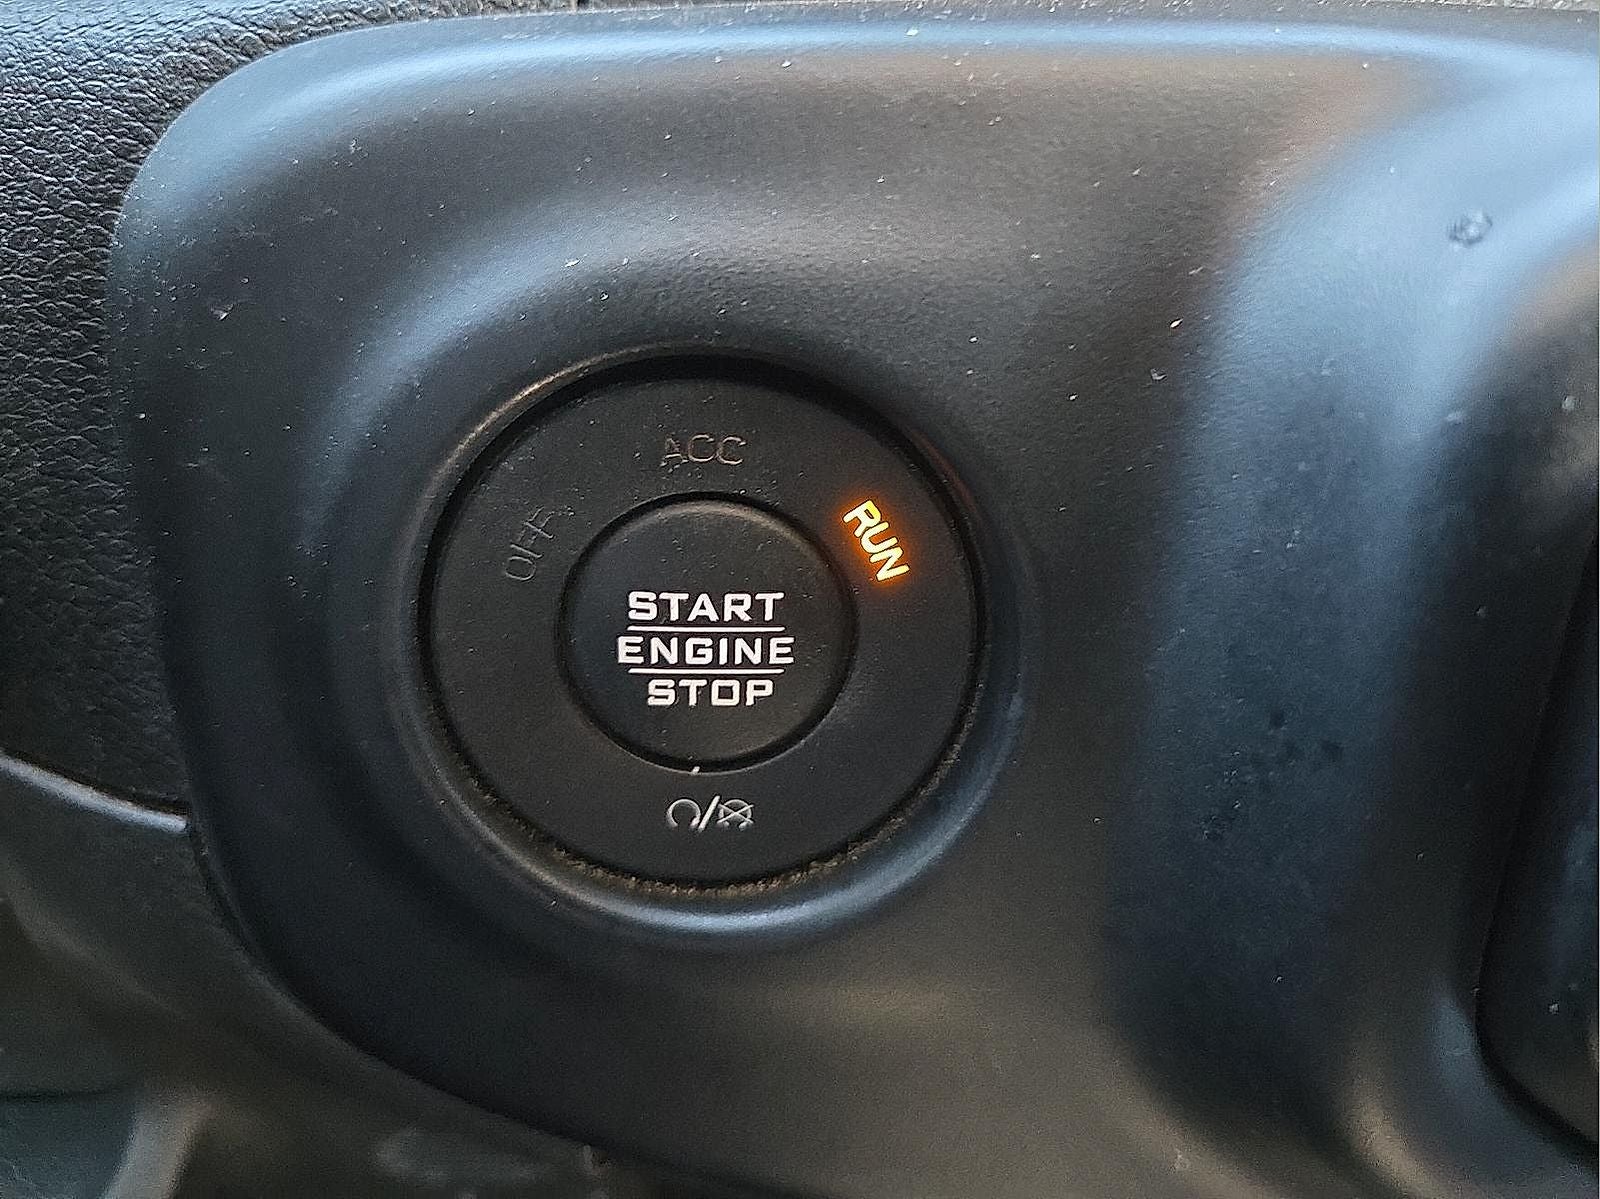 ACC
OFF
RUN
START
ENGINE
STOP